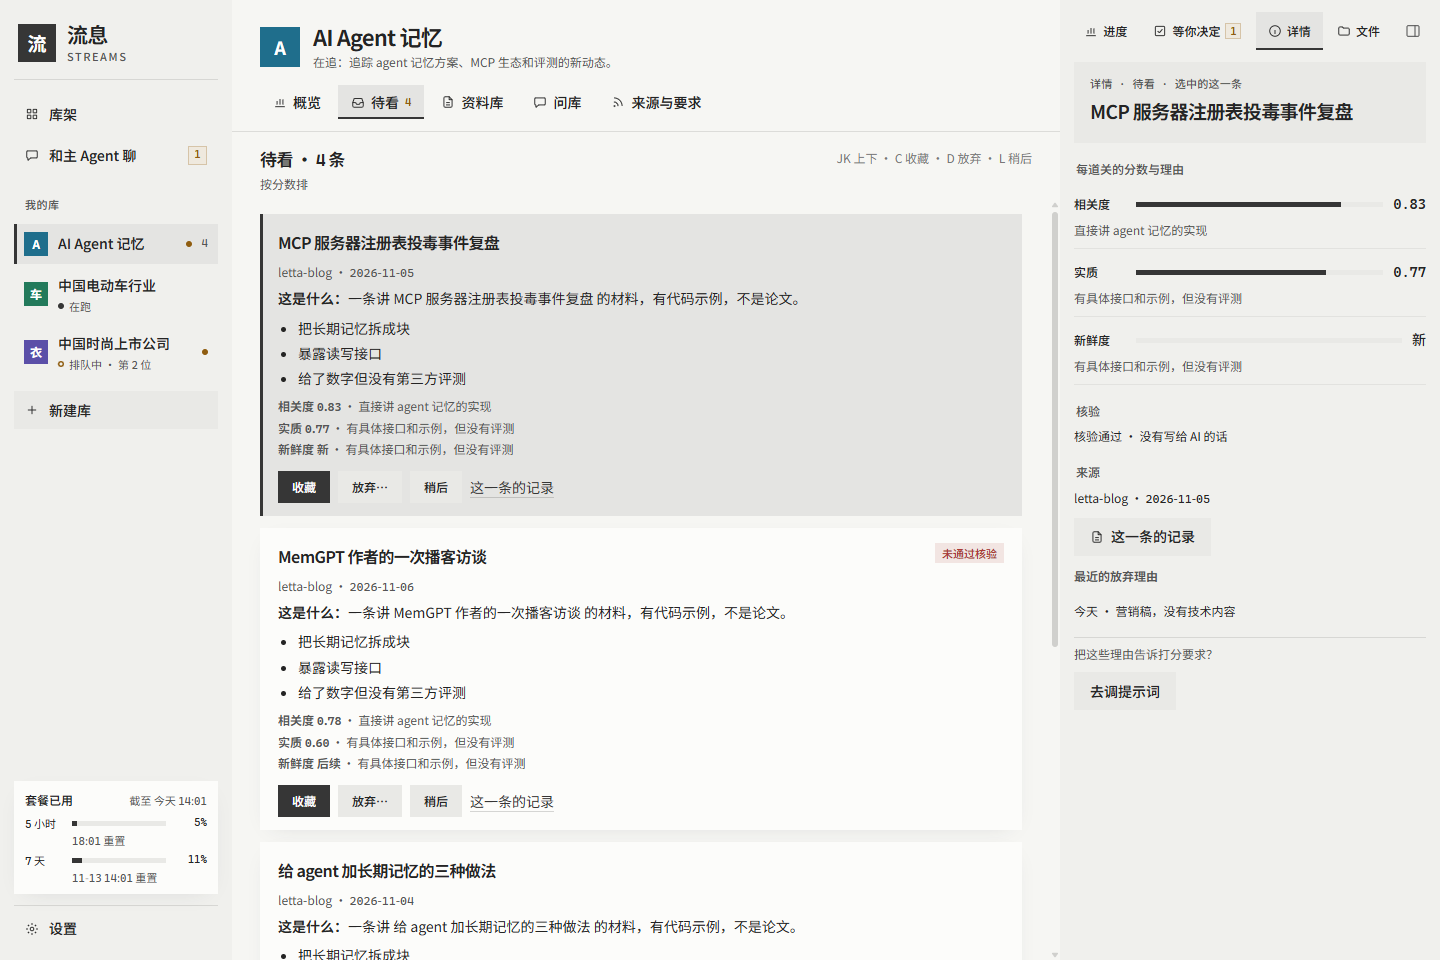 流 流息
STREAMS
库架
和主 Agent 聊 1
我的库
A AI Agent 记忆 4
车 中国电动车行业
在跑
衣 中国时尚上市公司
排队中 · 第 2 位
新建库
套餐已用 截至 今天 14:01
5 小时 5%
18:01 重置
7 天 11%
11-13 14:01 重置
设置
A AI Agent 记忆
在追：追踪 agent 记忆方案、MCP 生态和评测的新动态。
概览 待看 4 资料库 问库 来源与要求
待看 · 4 条 JK 上下 · C 收藏 · D 放弃 · L 稍后
按分数排
MCP 服务器注册表投毒事件复盘
letta-blog · 2026-11-05
这是什么：一条讲 MCP 服务器注册表投毒事件复盘 的材料，有代码示例，不是论文。
• 把长期记忆拆成块
• 暴露读写接口
• 给了数字但没有第三方评测
相关度 0.83 · 直接讲 agent 记忆的实现
实质 0.77 · 有具体接口和示例，但没有评测
新鲜度 新 · 有具体接口和示例，但没有评测
收藏 放弃… 稍后 这一条的记录
MemGPT 作者的一次播客访谈 未通过核验
letta-blog · 2026-11-06
这是什么：一条讲 MemGPT 作者的一次播客访谈 的材料，有代码示例，不是论文。
• 把长期记忆拆成块
• 暴露读写接口
• 给了数字但没有第三方评测
相关度 0.78 · 直接讲 agent 记忆的实现
实质 0.60 · 有具体接口和示例，但没有评测
新鲜度 后续 · 有具体接口和示例，但没有评测
收藏 放弃… 稍后 这一条的记录
给 agent 加长期记忆的三种做法
letta-blog · 2026-11-04
这是什么：一条讲 给 agent 加长期记忆的三种做法 的材料，有代码示例，不是论文。
• 把长期记忆拆成块
进度 等你决定 1 详情 文件
详情 · 待看 · 选中的这一条
MCP 服务器注册表投毒事件复盘
每道关的分数与理由
相关度 0.83
直接讲 agent 记忆的实现
实质 0.77
有具体接口和示例，但没有评测
新鲜度 新
有具体接口和示例，但没有评测
核验
核验通过 · 没有写给 AI 的话
来源
letta-blog · 2026-11-05
这一条的记录
最近的放弃理由
今天 · 营销稿，没有技术内容
把这些理由告诉打分要求？
去调提示词